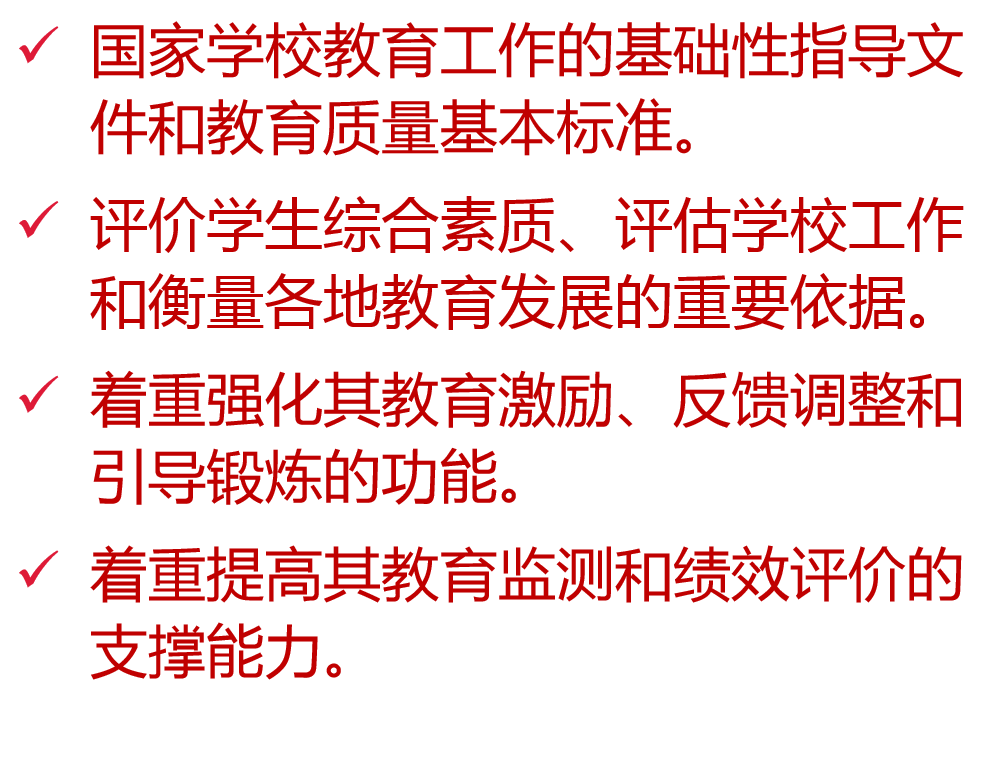 ✓ 国家学校教育工作的基础性指导文
件和教育质量基本标准。
✓ 评价学生综合素质、评估学校工作
和衡量各地教育发展的重要依据。
✓ 着重强化其教育激励、反馈调整和
引导锻炼的功能。
✓ 着重提高其教育监测和绩效评价的
支撑能力。